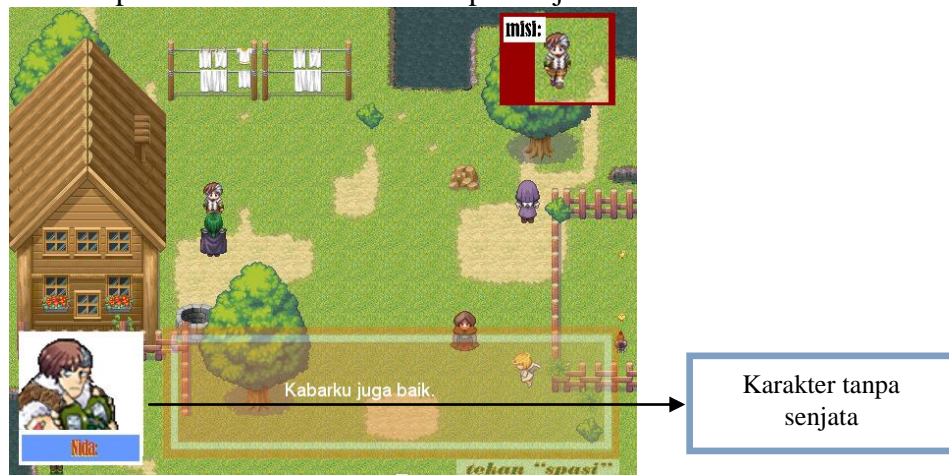 misi:
Kabarku juga baik.
Nida:
tekan "spasi"
Karakter tanpa
senjata